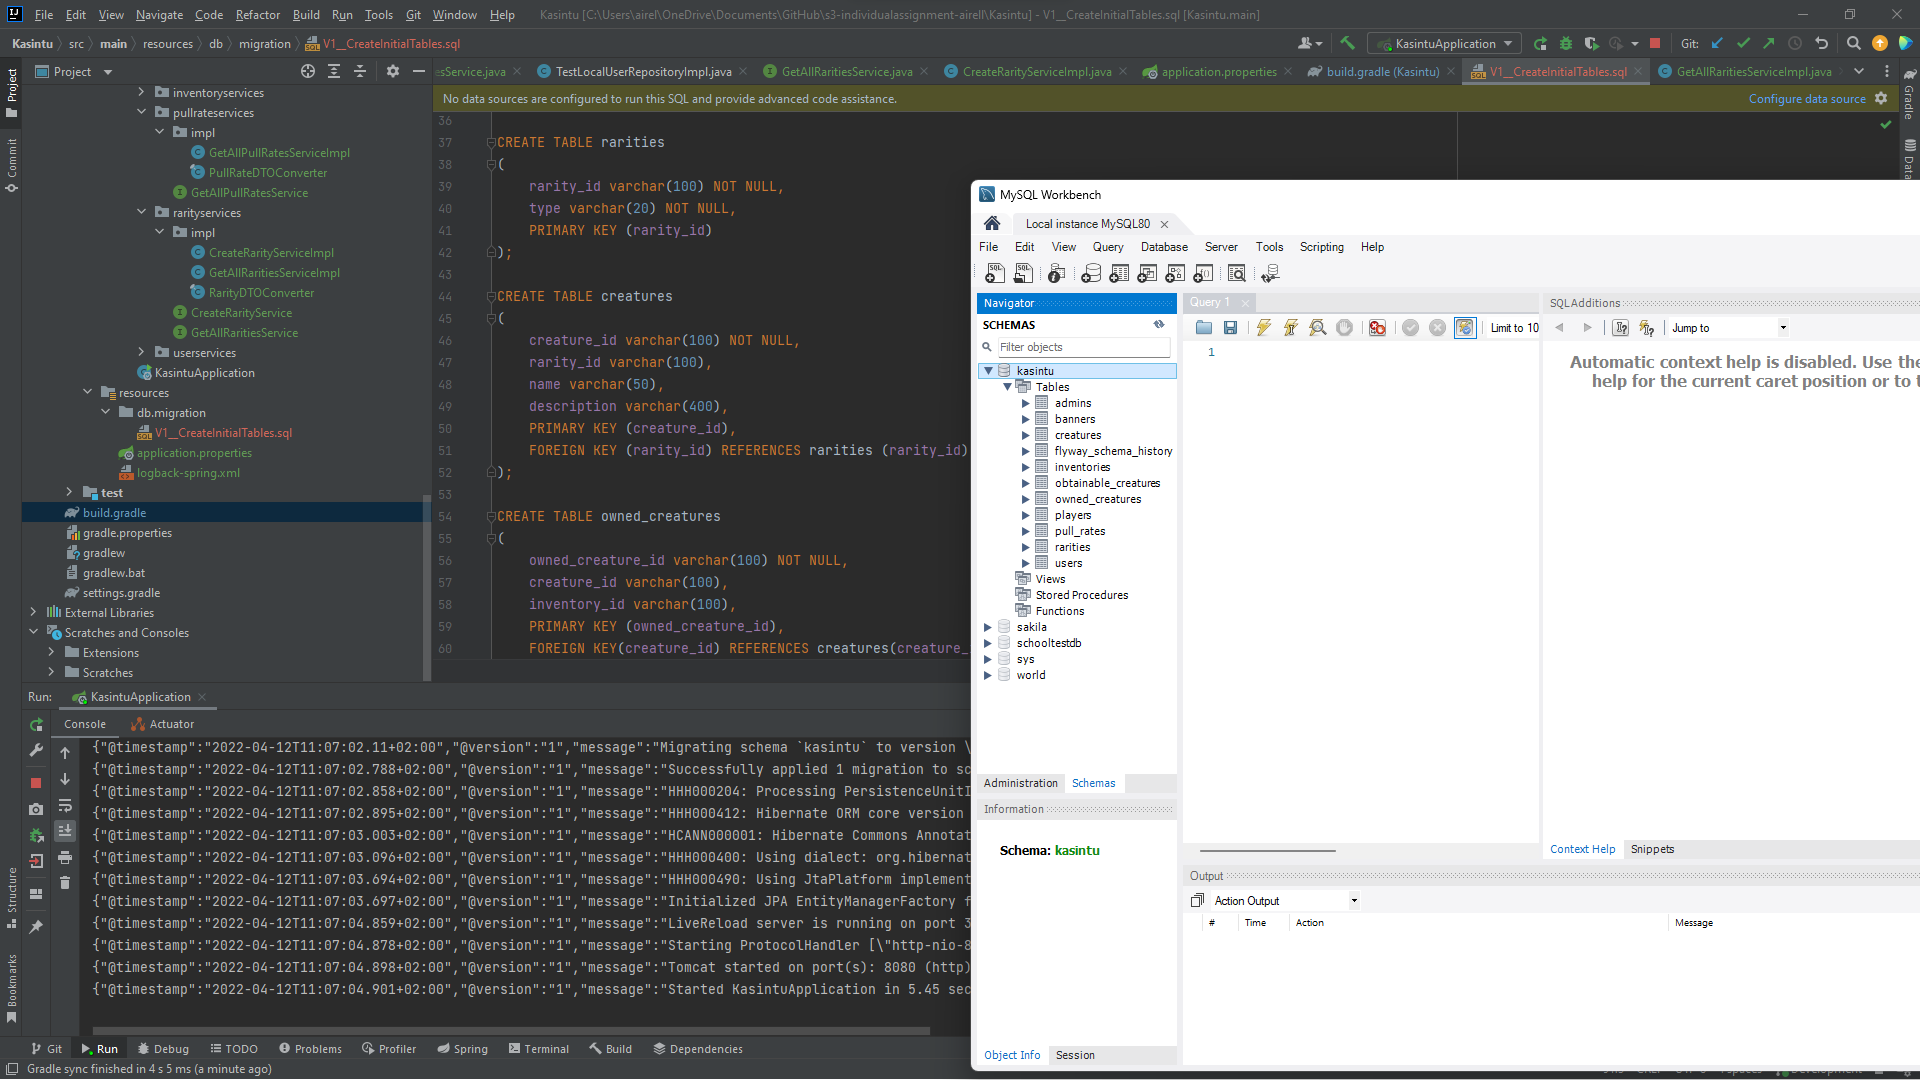 File Edit View Navigate Code Refactor Build Run Tools Git Window Help Kasintu [C:\Users\airel\OneDrive\Documents\GitHub\s3-individualassignment-airell\Kasintu] - V1__CreateInitialTables.sql [Kasintu.main]
Kasintu src main resources db migration V1__CreateInitialTables.sql KasintuApplication Git:
Project esService.java TestLocalUserRepositoryImpl.java GetAllRaritiesService.java CreateRarityServiceImpl.java application.properties build.gradle (Kasintu) V1__CreateInitialTables.sql GetAllRaritiesServiceImpl.java
No data sources are configured to run this SQL and provide advanced code assistance. Configure data source
Project
Commit
Structure
Bookmarks
Gradle
inventoryservices
pullrateservices
impl
GetAllPullRatesServiceImpl
PullRateDTOConverter
GetAllPullRatesService
rarityservices
impl
CreateRarityServiceImpl
GetAllRaritiesServiceImpl
RarityDTOConverter
CreateRarityService
GetAllRaritiesService
userservices
KasintuApplication
resources
db.migration
V1__CreateInitialTables.sql
application.properties
logback-spring.xml
test
build.gradle
gradle.properties
gradlew
gradlew.bat
settings.gradle
External Libraries
Scratches and Consoles
Extensions
Scratches
36
37 CREATE TABLE rarities
38 (
39 rarity_id varchar(100) NOT NULL,
40 type varchar(20) NOT NULL,
41 PRIMARY KEY (rarity_id)
42 );
43
44 CREATE TABLE creatures
45 (
46 creature_id varchar(100) NOT NULL,
47 rarity_id varchar(100),
48 name varchar(50),
49 description varchar(400),
50 PRIMARY KEY (creature_id),
51 FOREIGN KEY (rarity_id) REFERENCES rarities (rarity_id)
52 );
53
54 CREATE TABLE owned_creatures
55 (
56 owned_creature_id varchar(100) NOT NULL,
57 creature_id varchar(100),
58 inventory_id varchar(100),
59 PRIMARY KEY (owned_creature_id),
60 FOREIGN KEY(creature_id) REFERENCES creatures(creature_
Run: KasintuApplication
Console Actuator
{"@timestamp":"2022-04-12T11:07:02.11+02:00","@version":"1","message":"Migrating schema `kasintu` to version \
{"@timestamp":"2022-04-12T11:07:02.788+02:00","@version":"1","message":"Successfully applied 1 migration to sc
{"@timestamp":"2022-04-12T11:07:02.858+02:00","@version":"1","message":"HHH000204: Processing PersistenceUnitI
{"@timestamp":"2022-04-12T11:07:02.895+02:00","@version":"1","message":"HHH000412: Hibernate ORM core version
{"@timestamp":"2022-04-12T11:07:03.003+02:00","@version":"1","message":"HCANN000001: Hibernate Commons Annotat
{"@timestamp":"2022-04-12T11:07:03.096+02:00","@version":"1","message":"HHH000400: Using dialect: org.hibernat
{"@timestamp":"2022-04-12T11:07:03.694+02:00","@version":"1","message":"HHH000490: Using JtaPlatform implement
{"@timestamp":"2022-04-12T11:07:03.697+02:00","@version":"1","message":"Initialized JPA EntityManagerFactory f
{"@timestamp":"2022-04-12T11:07:04.859+02:00","@version":"1","message":"LiveReload server is running on port 3
{"@timestamp":"2022-04-12T11:07:04.878+02:00","@version":"1","message":"Starting ProtocolHandler [\"http-nio-8
{"@timestamp":"2022-04-12T11:07:04.898+02:00","@version":"1","message":"Tomcat started on port(s): 8080 (http)
{"@timestamp":"2022-04-12T11:07:04.901+02:00","@version":"1","message":"Started KasintuApplication in 5.45 sec
Git Run Debug TODO Problems Profiler Spring Terminal Build Dependencies
Gradle sync finished in 4 s 5 ms (a minute ago)
MySQL Workbench
Local instance MySQL80
File Edit View Query Database Server Tools Scripting Help
Navigator
SCHEMAS
Filter objects
kasintu
Tables
admins
banners
creatures
flyway_schema_history
inventories
obtainable_creatures
owned_creatures
players
pull_rates
rarities
users
Views
Stored Procedures
Functions
sakila
schooltestdb
sys
world
Administration Schemas
Information
Schema: kasintu
Object Info Session
Query 1
Limit to 10
1
SQLAdditions
Jump to
Automatic context help is disabled. Use the
help for the current caret position or to t
Context Help Snippets
Output
Action Output
# Time Action Message